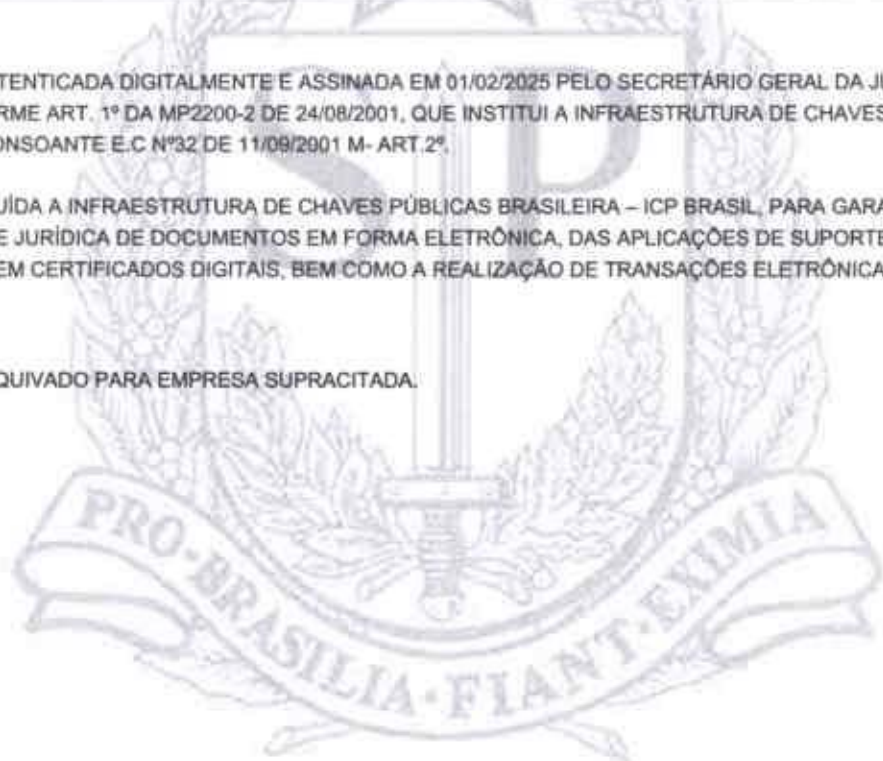 TENTICADA DIGITALMENTE E ASSINADA EM 01/02/2025 PELO SECRETÁRIO GERAL DA JU
RME ART. 1º DA MP2200-2 DE 24/08/2001, QUE INSTITUI A INFRAESTRUTURA DE CHAVES
ONSOANTE E.C Nº32 DE 11/09/2001 M- ART.2º.
UÍDA A INFRAESTRUTURA DE CHAVES PÚBLICAS BRASILEIRA – ICP BRASIL, PARA GARA
E JURÍDICA DE DOCUMENTOS EM FORMA ELETRÔNICA, DAS APLICAÇÕES DE SUPORTE
EM CERTIFICADOS DIGITAIS, BEM COMO A REALIZAÇÃO DE TRANSAÇÕES ELETRÔNICA
QUIVADO PARA EMPRESA SUPRACITADA.
SP
PRO·BRASILIA·FIANT·EXIMIA